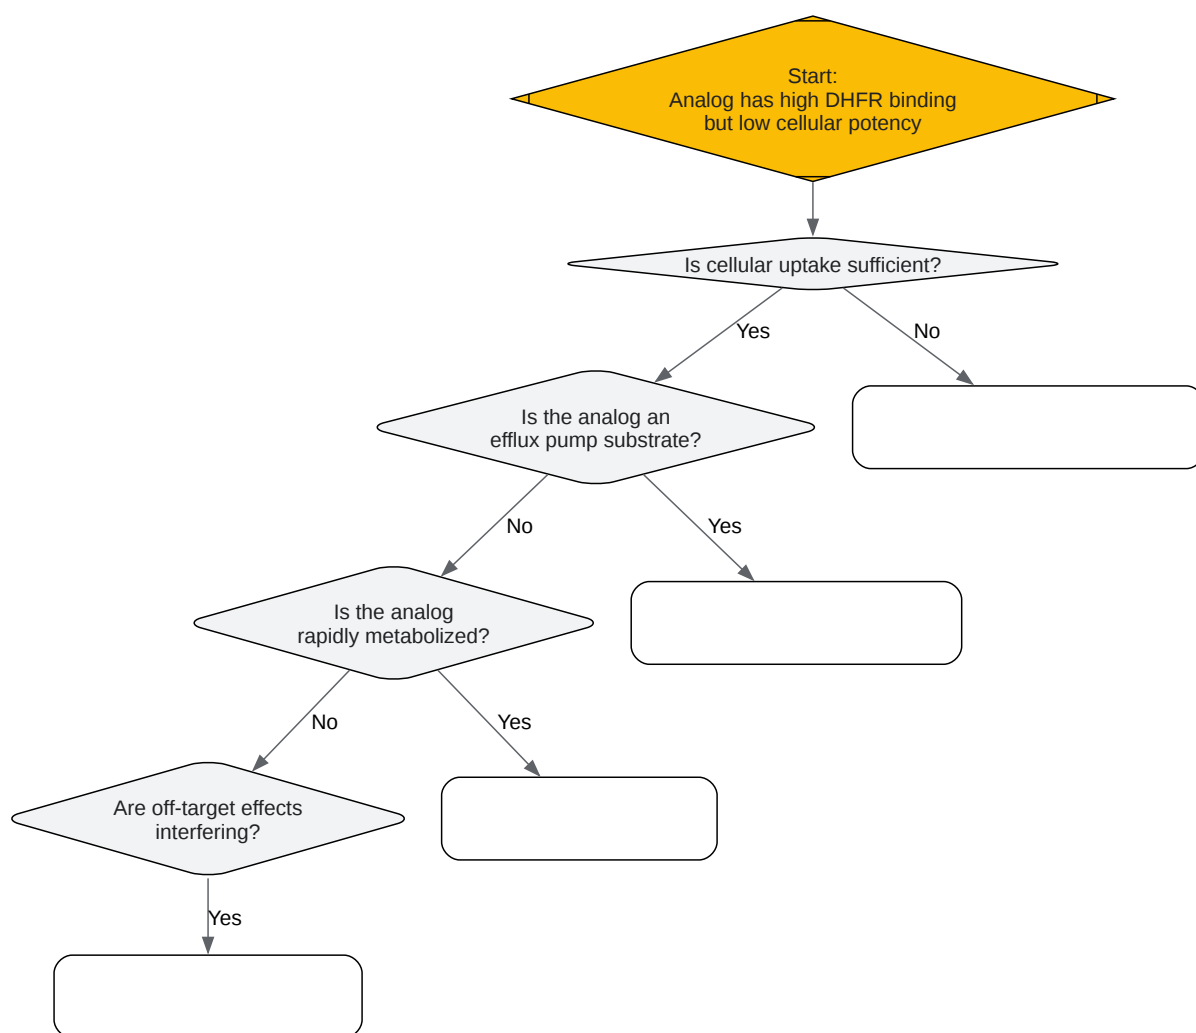 Start:
Analog has high DHFR binding
but low cellular potency
Is cellular uptake sufficient?
Yes
No
Is the analog an
efflux pump substrate?
No
Yes
Is the analog
rapidly metabolized?
No
Yes
Are off-target effects
interfering?
Yes